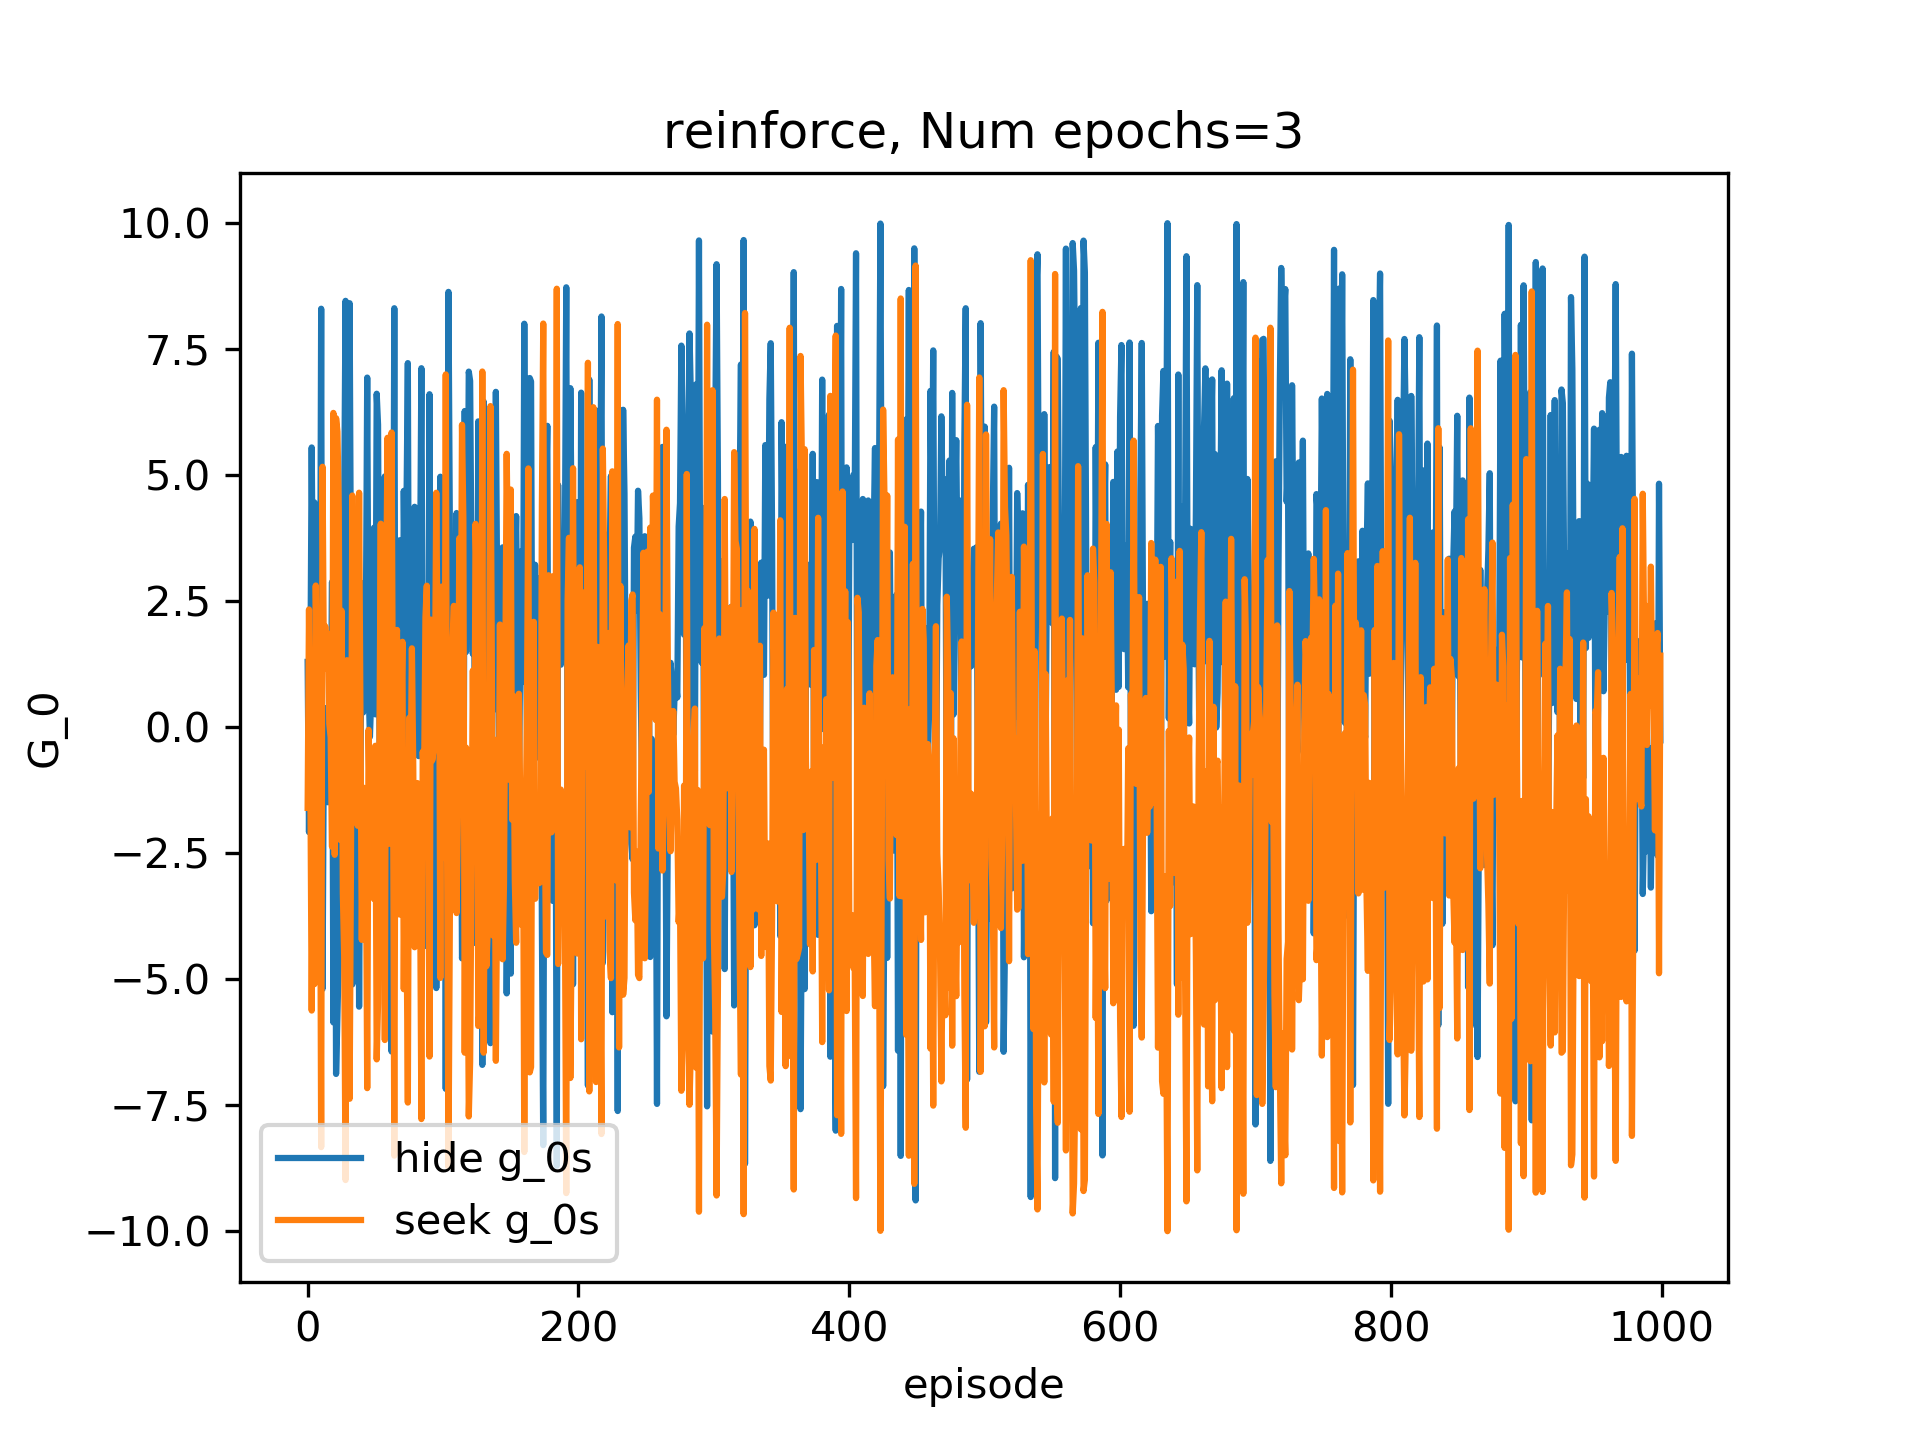 reinforce, Num epochs=3
10.0
7.5
5.0
2.5
0.0
−2.5
−5.0
−7.5
−10.0
G_0
hide g_0s
seek g_0s
0 200 400 600 800 1000
episode